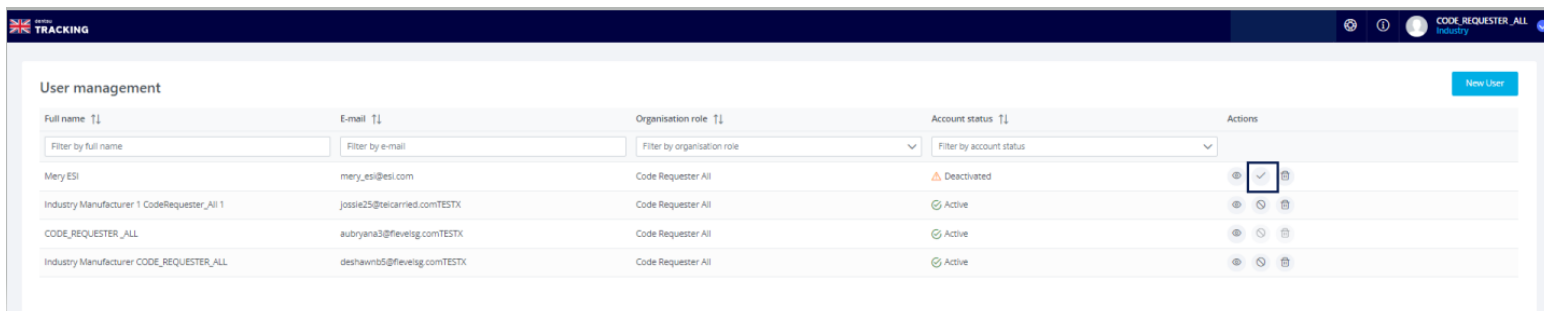 TRACKING
CODE_REQUESTER_ALL
Industry
User management
New User
Full name
E-mail
Organisation role
Account status
Actions
Filter by full name
Filter by e-mail
Filter by organisation role
Filter by account status
Mery ESI
mery_esi@esi.com
Code Requester All
Deactivated
Industry Manufacturer 1 CodeRequester_All 1
jossie25@teicarried.comTESTX
Code Requester All
Active
CODE_REQUESTER_ALL
aubryana3@flevelsg.comTESTX
Code Requester All
Active
Industry Manufacturer CODE_REQUESTER_ALL
deshawnb5@flevelsg.comTESTX
Code Requester All
Active